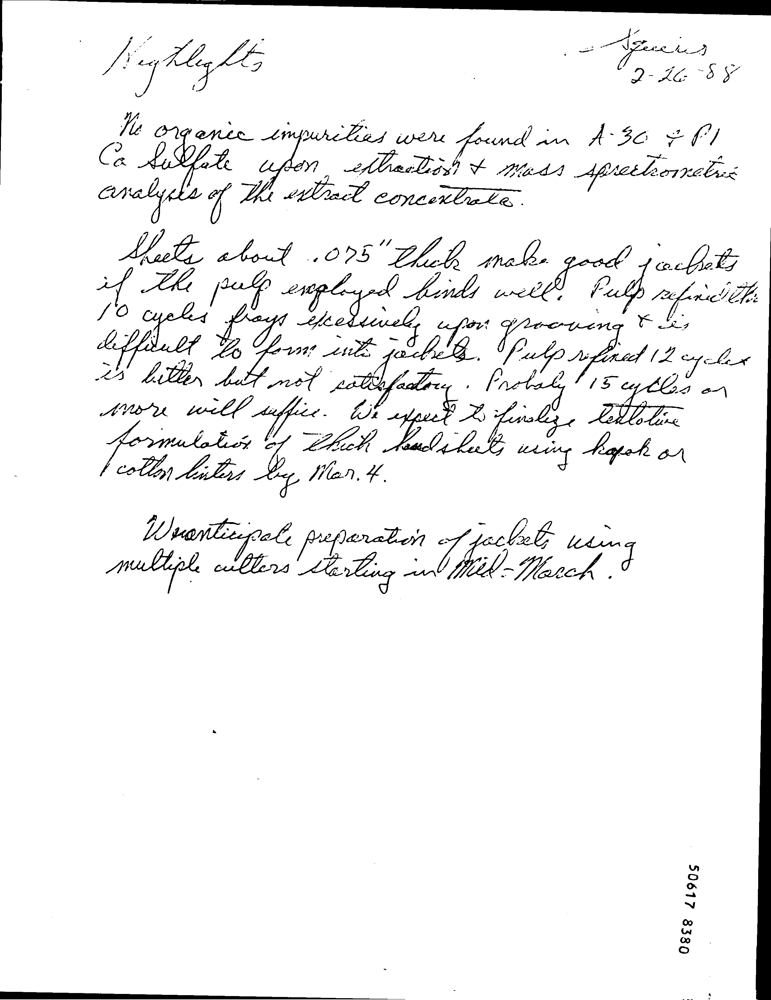 Highlights
- Squires
2-26-88
No organic impurities were found in A-30 & P1
Ca Sulfate upon extraction + mass sprectrometric
analysis of the extract concentrate.
Sheets about .075" thick make good jackets
if the pulp employed binds well. Pulp refined
10 cycles frays excessively upon grooving + is
difficult to form into jackets. Pulp refined 12 cycles
is better but not satisfactory. Probaly 15 cycles or
more will suffice. We expect to finalize tentative
formulation of thick handsheets using kapok or
cotton linters by Mar. 4.
We anticipate preparation of jackets using
multiple cutters starting in Mid-March.
50617 8380